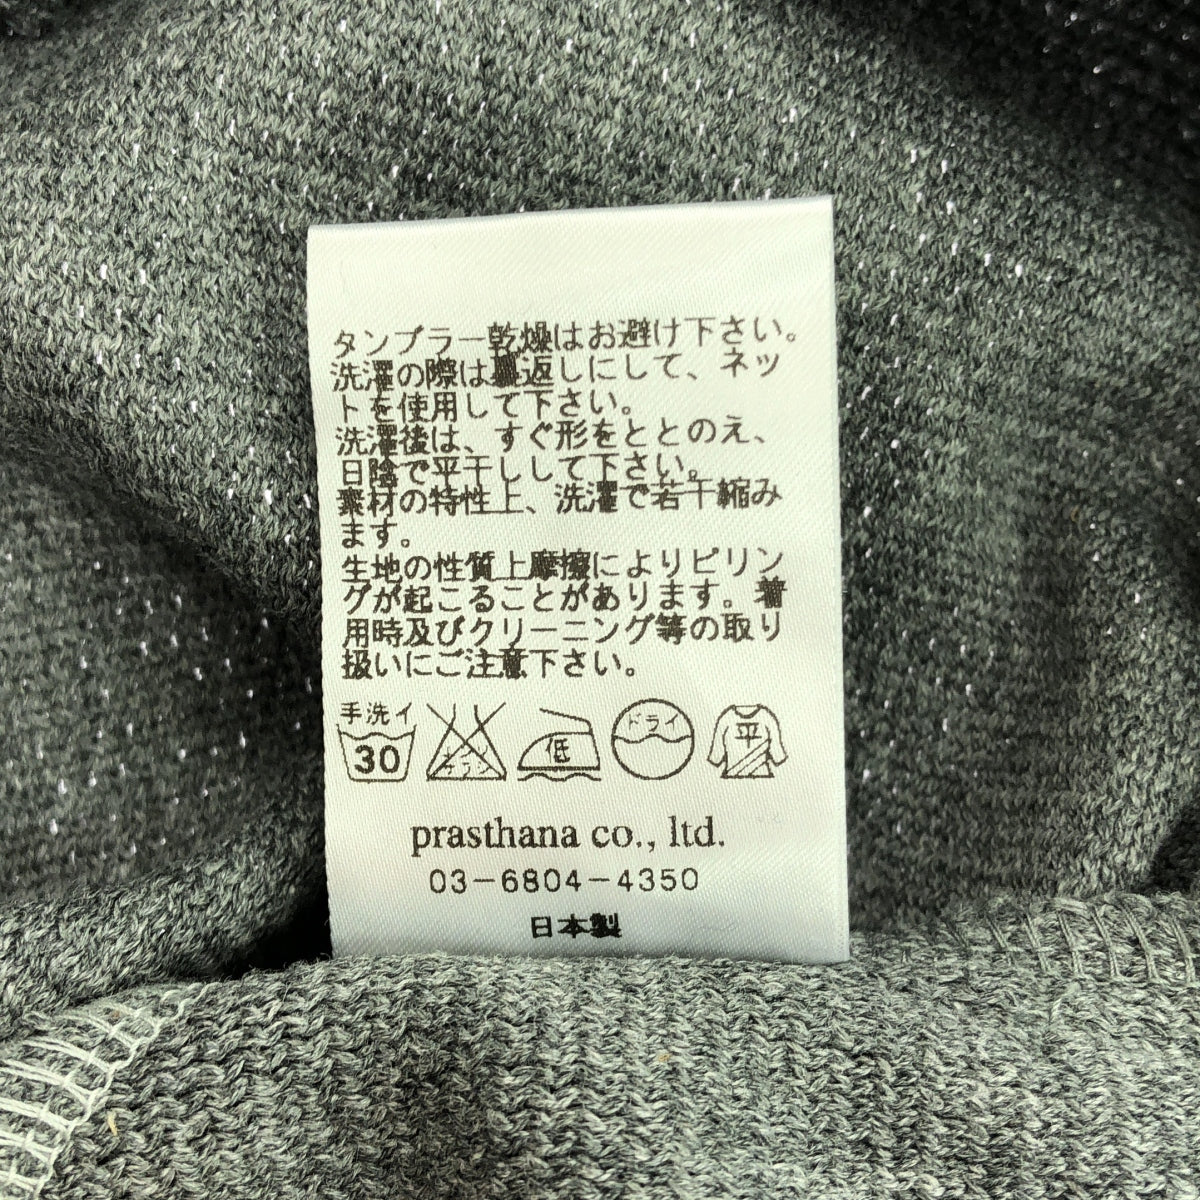 タンブラー乾燥はお避け下さい。
洗濯の際は裏返しにして、ネッ
トを使用して下さい。
洗濯後は、すぐ形をととのえ、
日陰で平干しして下さい。
素材の特性上、洗濯で若干縮み
ます。
生地の性質上摩擦によりピリン
グが起こることがあります。着
用時及びクリーニング等の取り
扱いにご注意下さい。
手洗イ
30
エンソ
サラシ
低
ドライ
平
prasthana co., ltd.
03-6804-4350
日本製